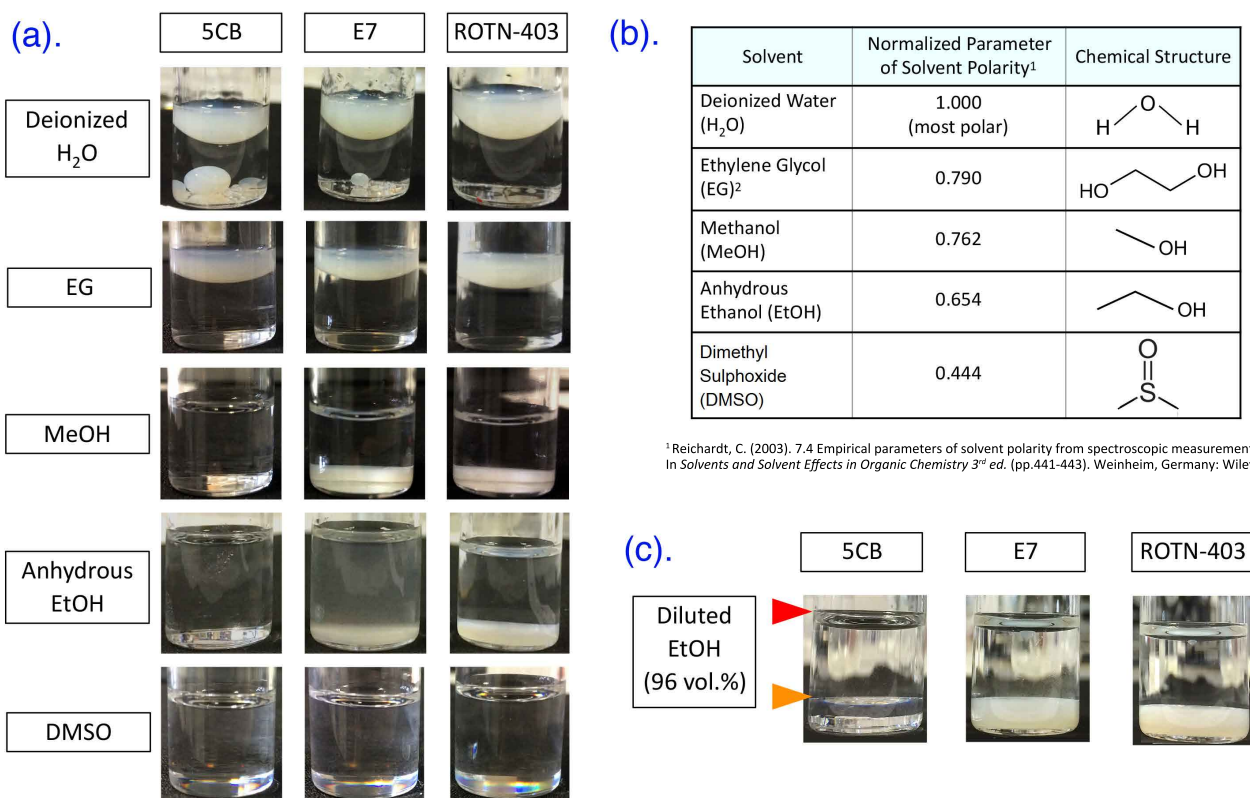 (a).
5CB
E7
ROTN-403
Deionized
H₂O
EG
MeOH
Anhydrous
EtOH
DMSO
(b).
Solvent
Normalized Parameter
of Solvent Polarity¹
Chemical Structure
Deionized Water
(H₂O)
1.000
(most polar)
O
H H
Ethylene Glycol
(EG)²
0.790
HO
OH
Methanol
(MeOH)
0.762
OH
Anhydrous
Ethanol (EtOH)
0.654
OH
Dimethyl
Sulphoxide
(DMSO)
0.444
O
S
¹ Reichardt, C. (2003). 7.4 Empirical parameters of solvent polarity from spectroscopic measurement
In Solvents and Solvent Effects in Organic Chemistry 3rd ed. (pp.441-443). Weinheim, Germany: Wile
(c).
5CB
E7
ROTN-403
Diluted
EtOH
(96 vol.%)